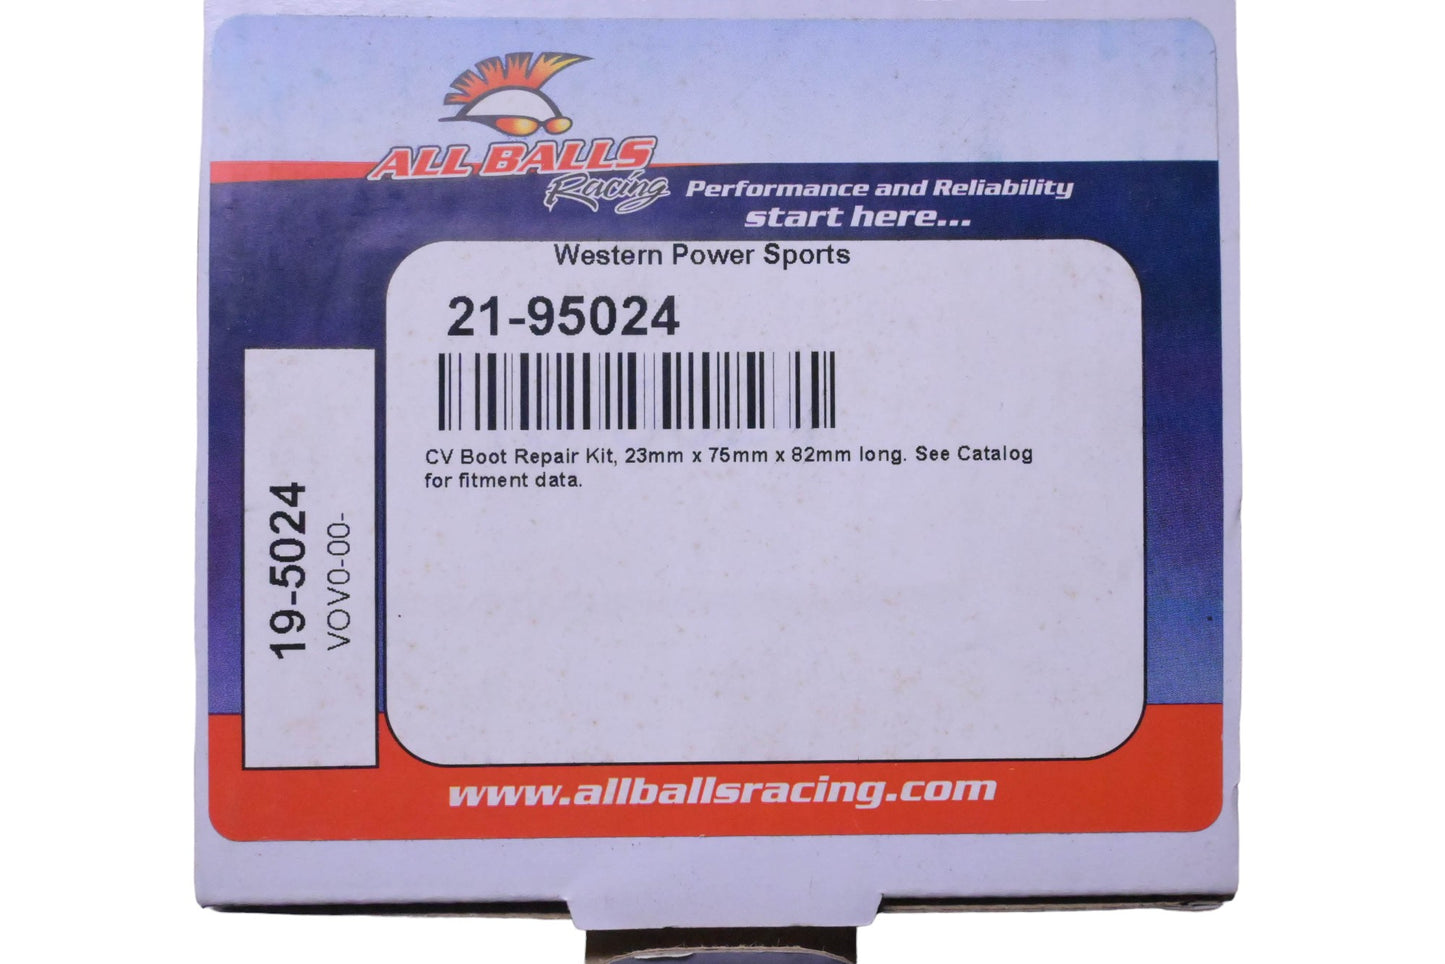 ALL BALLS
Racing
Performance and Reliability
start here...
Western Power Sports
21-95024
CV Boot Repair Kit, 23mm x 75mm x 82mm long. See Catalog
for fitment data.
19-5024
VOV0-00-
www.allballsracing.com